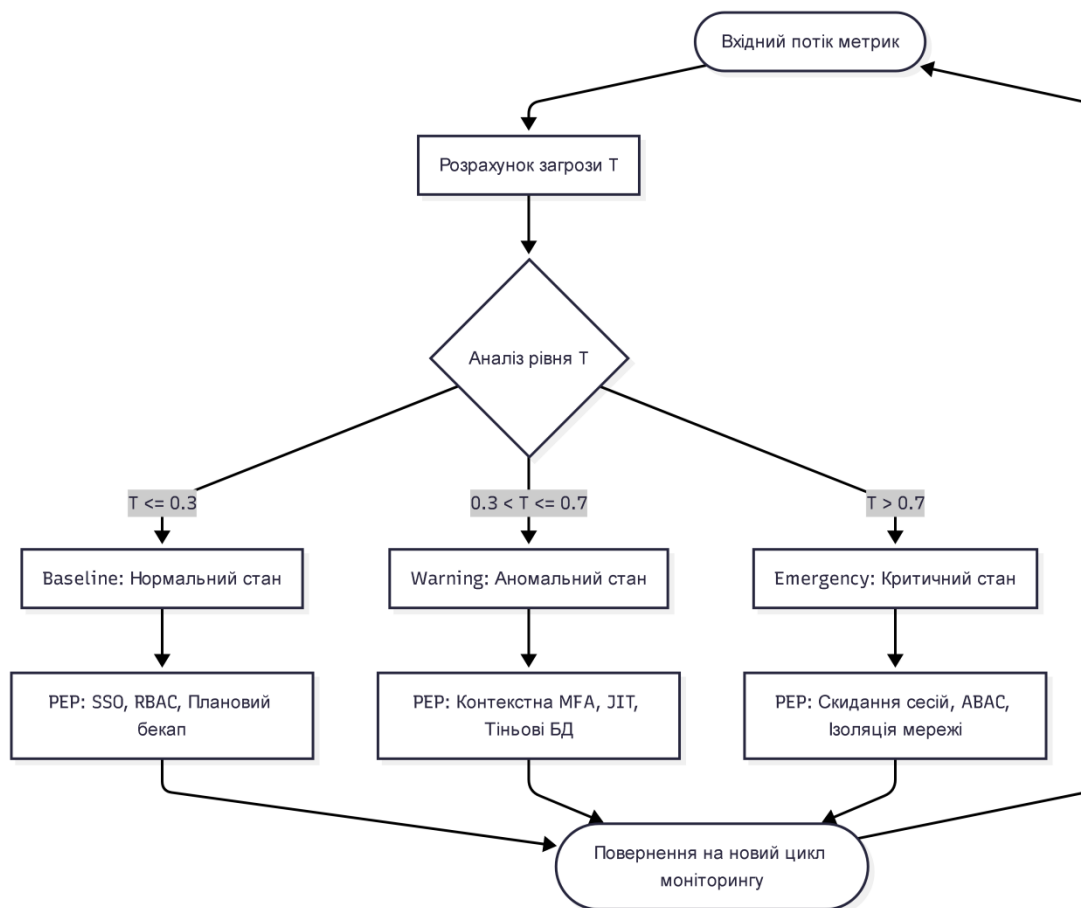 Вхідний потік метрик
Розрахунок загрози T
Аналіз рівня T
T <= 0.3
0.3 < T <= 0.7
T > 0.7
Baseline: Нормальний стан
Warning: Аномальний стан
Emergency: Критичний стан
PEP: SSO, RBAC, Плановий
бекап
PEP: Контекстна MFA, JIT,
Тіньові БД
PEP: Скидання сесій, ABAC,
Ізоляція мережі
Повернення на новий цикл
моніторингу